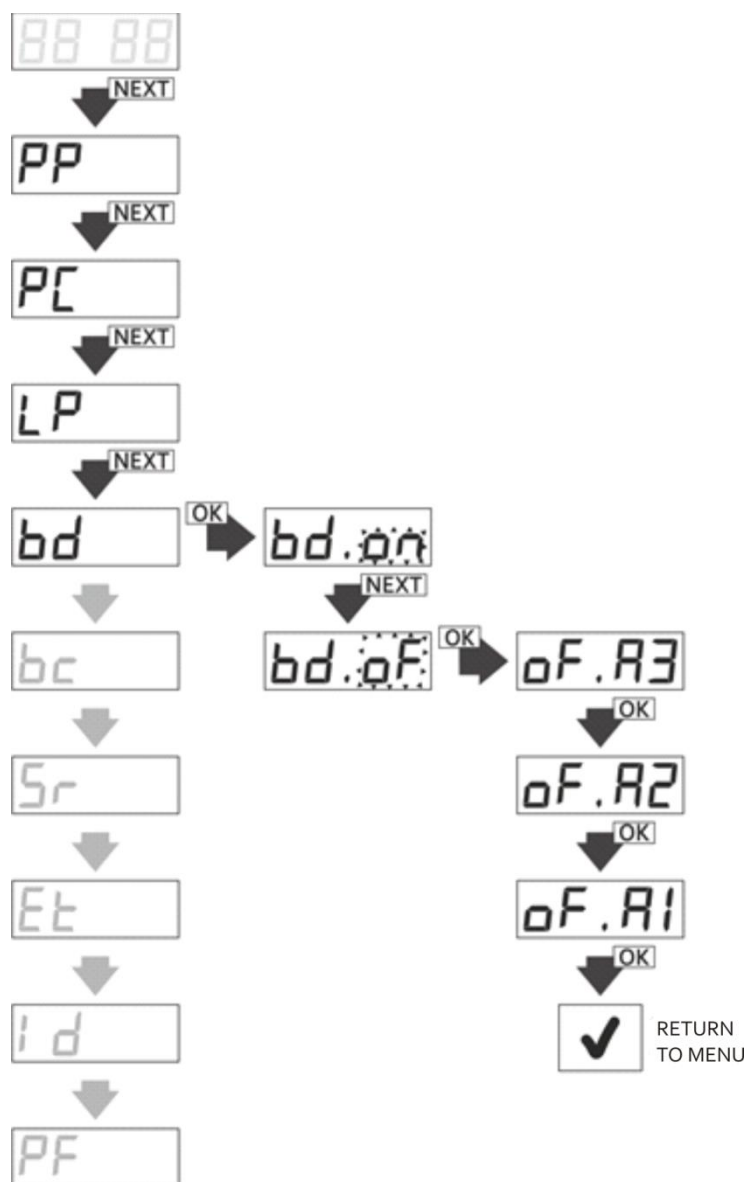 88 88
NEXT
PP
NEXT
PC
NEXT
LP
NEXT
bd OK bd.on
NEXT
bc bd.oF OK oF.A3
OK
Sr oF.A2
OK
Et oF.A1
OK
Id RETURN
TO MENU
PF